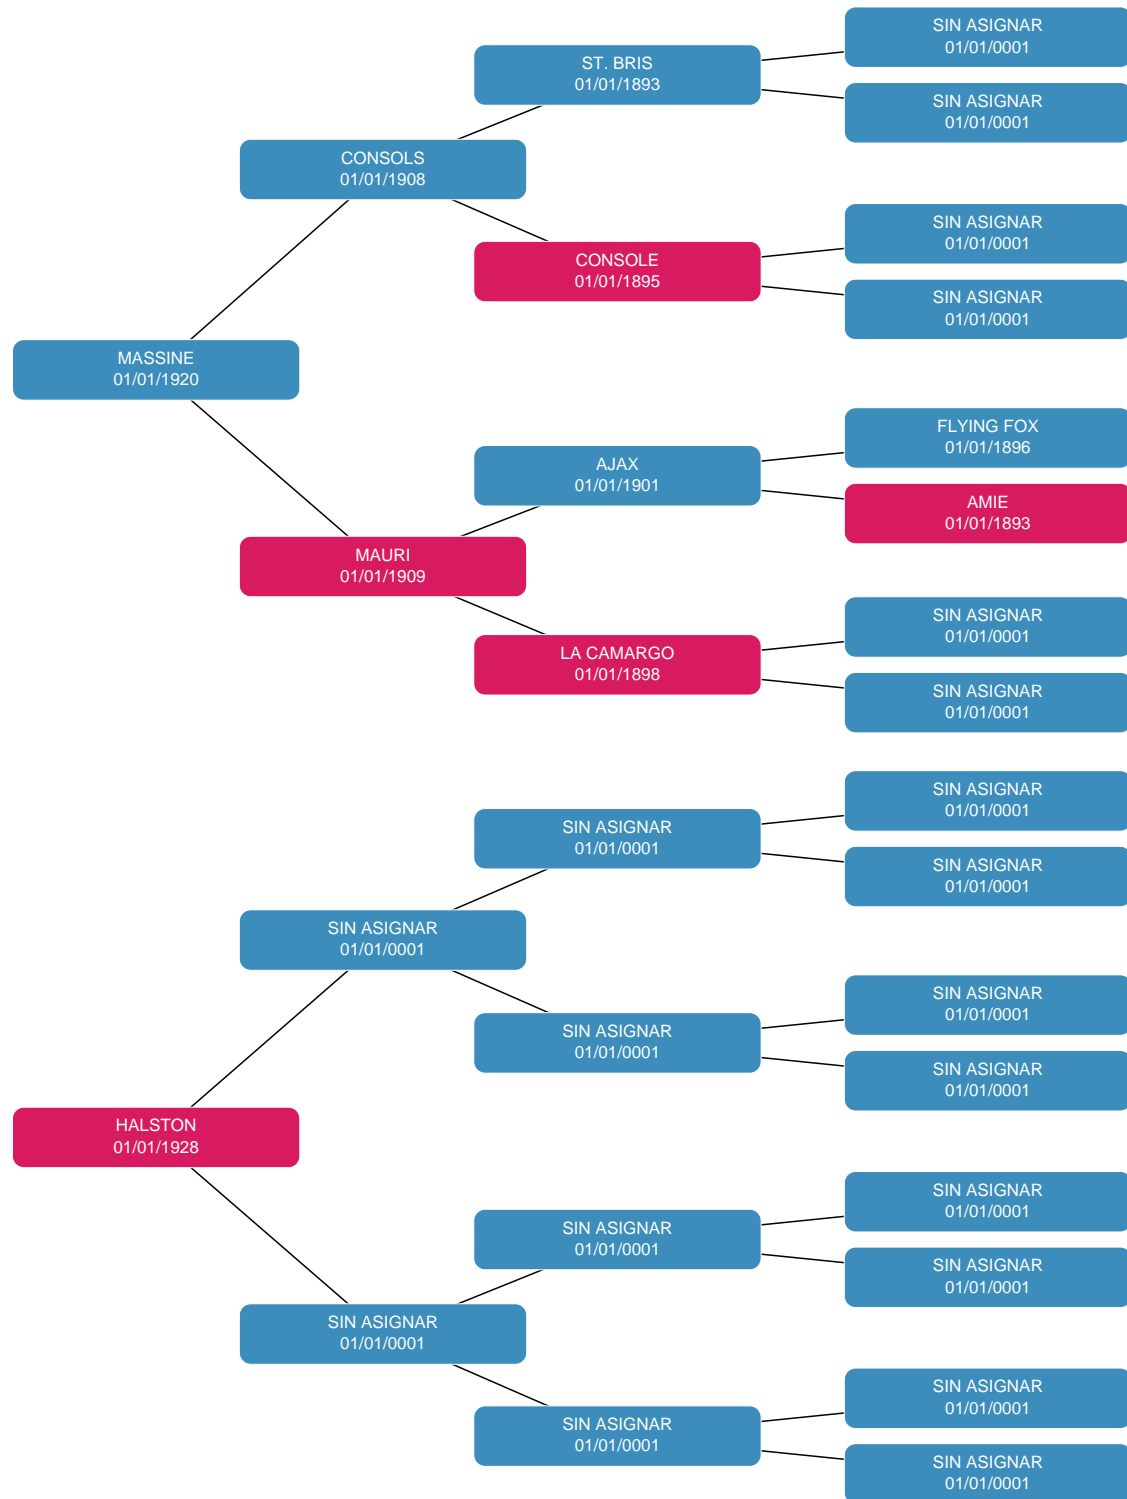 SIN ASIGNAR
01/01/0001
ST. BRIS
01/01/1893
SIN ASIGNAR
01/01/0001
CONSOLS
01/01/1908
SIN ASIGNAR
01/01/0001
CONSOLE
01/01/1895
SIN ASIGNAR
01/01/0001
MASSINE
01/01/1920
FLYING FOX
01/01/1896
AJAX
01/01/1901
AMIE
01/01/1893
MAURI
01/01/1909
SIN ASIGNAR
01/01/0001
LA CAMARGO
01/01/1898
SIN ASIGNAR
01/01/0001
SIN ASIGNAR
01/01/0001
SIN ASIGNAR
01/01/0001
SIN ASIGNAR
01/01/0001
SIN ASIGNAR
01/01/0001
SIN ASIGNAR
01/01/0001
SIN ASIGNAR
01/01/0001
SIN ASIGNAR
01/01/0001
HALSTON
01/01/1928
SIN ASIGNAR
01/01/0001
SIN ASIGNAR
01/01/0001
SIN ASIGNAR
01/01/0001
SIN ASIGNAR
01/01/0001
SIN ASIGNAR
01/01/0001
SIN ASIGNAR
01/01/0001
SIN ASIGNAR
01/01/0001